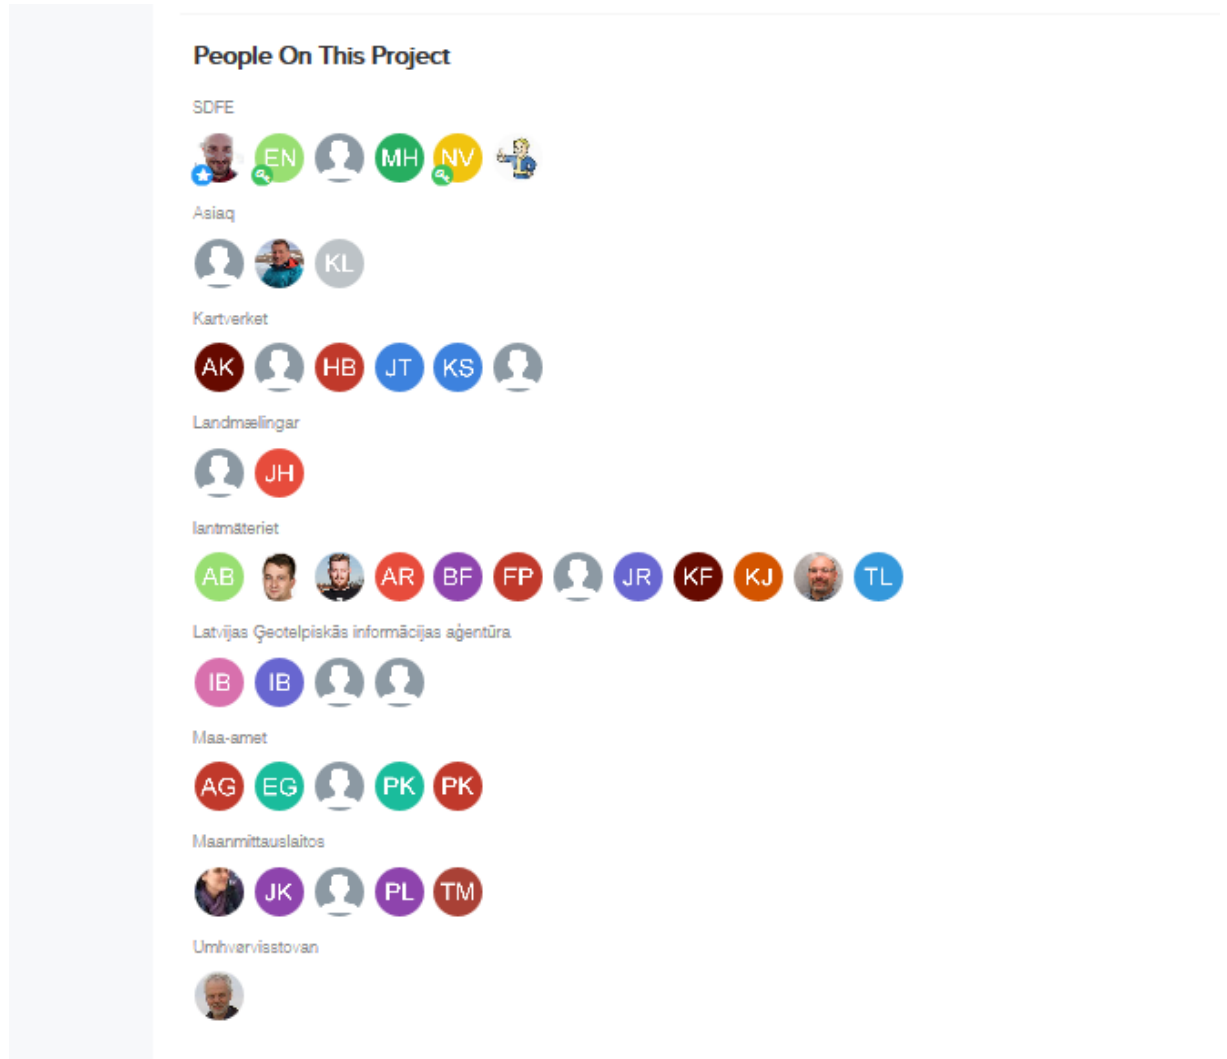 People On This Project
SDFE
EN MH NV
Asiaq
KL
Kartverket
AK HB JT KS
Landmælingar
JH
lantmäteriet
AB AR BF FP JR KF KJ TL
Latvijas Ģeotelpiskās informācijas aģentūra
IB IB
Maa-amet
AG EG PK PK
Maanmittauslaitos
JK PL TM
Umhvørvisstovan